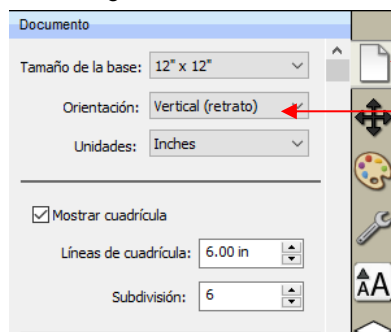 Documento
Tamaño de la base: 12" x 12"
Orientación: Vertical (retrato)
Unidades: Inches
Mostrar cuadrícula
Líneas de cuadrícula: 6.00 in
Subdivisión: 6
AA